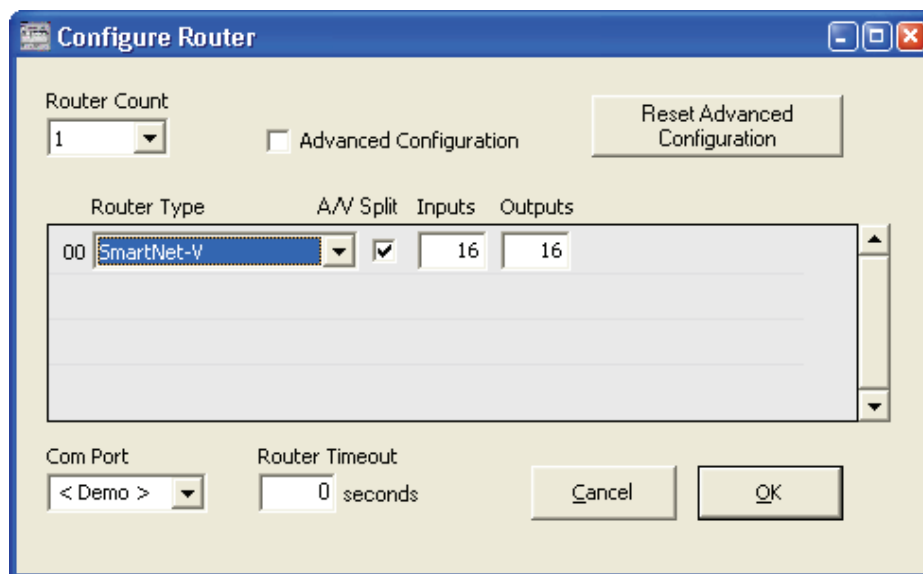 Configure Router
Router Count
1
Advanced Configuration
Reset Advanced
Configuration
Router Type A/V Split Inputs Outputs
00 SmartNet-V 16 16
Com Port
< Demo >
Router Timeout
0 seconds
Cancel
OK